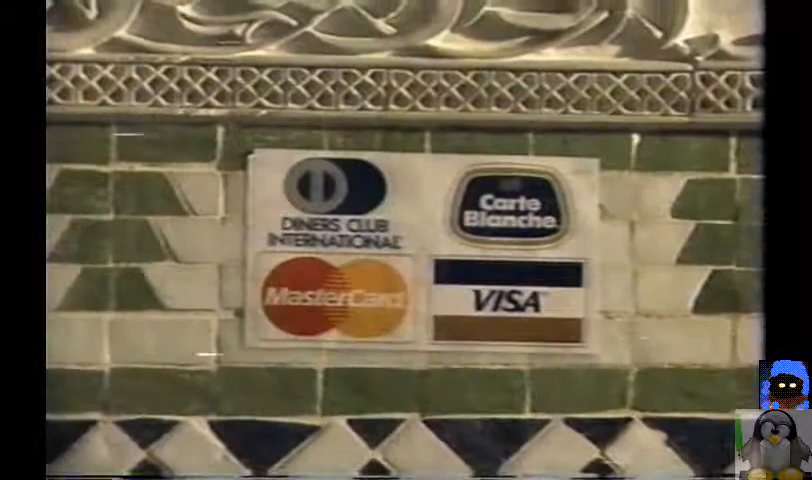 DINERS CLUB
INTERNATIONAL
Carte
Blanche
MasterCard
VISA